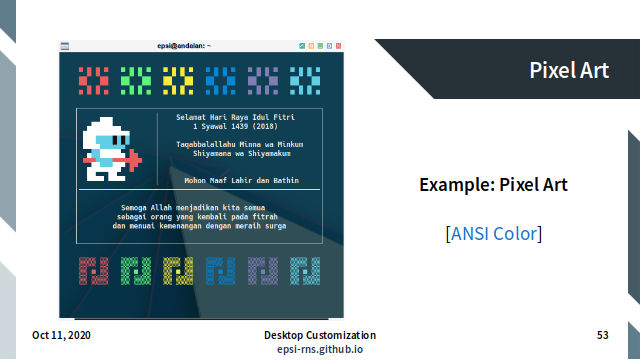 epsi@andalan: ~
Pixel Art
Selamat Hari Raya Idul Fitri
1 Syawal 1439 (2018)
Taqabbalallahu Minna wa Minkum
Shiyamana wa Shiyamakum
Mohon Maaf Lahir dan Bathin
Semoga Allah menjadikan kita semua
sebagai orang yang kembali pada fitrah
dan menuai kemenangan dengan meraih surga
Example: Pixel Art
[ANSI Color]
Oct 11, 2020
Desktop Customization
epsi-rns.github.io
53